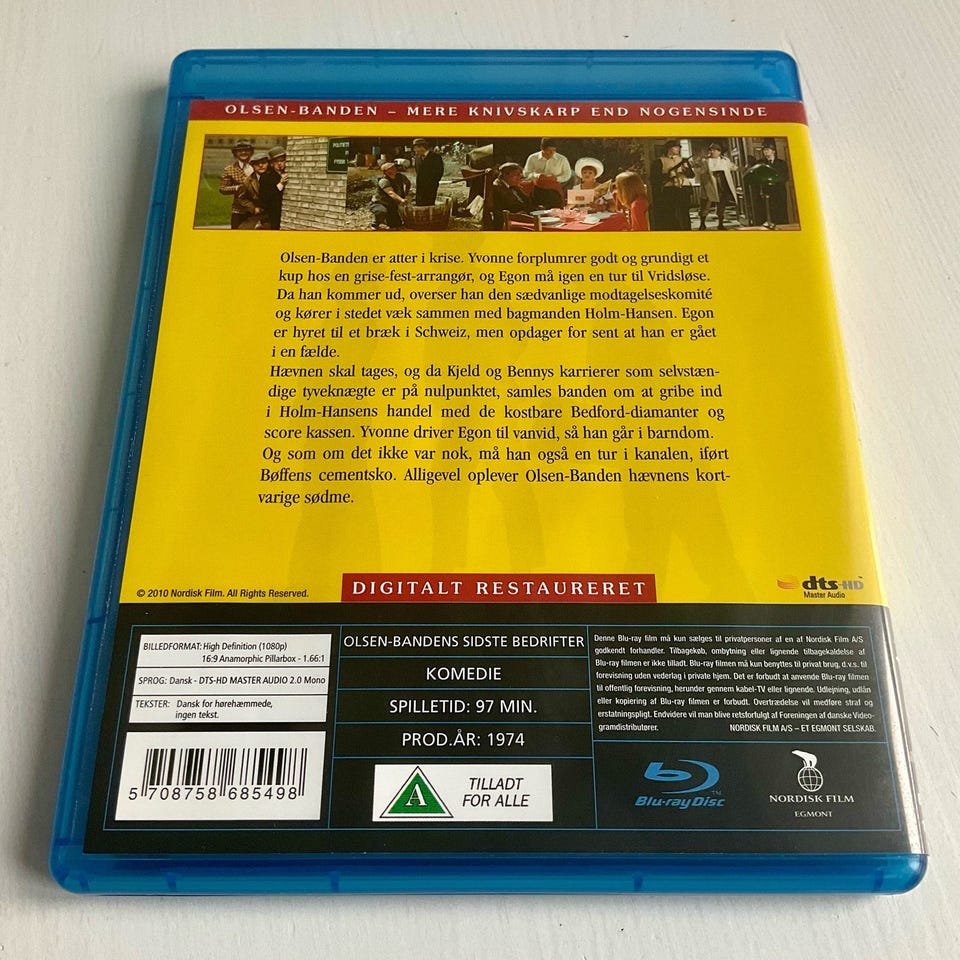 OLSEN-BANDEN – MERE KNIVSKARP END NOGENSINDE
Olsen-Banden er atter i krise. Yvonne forplumrer godt og grundigt et
kup hos en grise-fest-arrangør, og Egon må igen en tur til Vridsløse.
Da han kommer ud, overser han den sædvanlige modtagelseskomité
og kører i stedet væk sammen med bagmanden Holm-Hansen. Egon
er hyret til et bræk i Schweiz, men opdager for sent at han er gået
i en fælde.
Hævnen skal tages, og da Kjeld og Bennys karrierer som selvstæn-
dige tyveknægte er på nulpunktet, samles banden om at gribe ind
i Holm-Hansens handel med de kostbare Bedford-diamanter og
score kassen. Yvonne driver Egon til vanvid, så han går i barndom.
Og som om det ikke var nok, må han også en tur i kanalen, iført
Bøffens cementsko. Alligevel oplever Olsen-Banden hævnens kort-
varige sødme.
© 2010 Nordisk Film. All Rights Reserved.
DIGITALT RESTAURERET
dts-HD
Master Audio
BILLEDFORMAT: High Definition (1080p)
16:9 Anamorphic Pillarbox - 1.66:1
SPROG: Dansk - DTS-HD MASTER AUDIO 2.0 Mono
TEKSTER: Dansk for hørehæmmede,
ingen tekst.
5 708758 685498
OLSEN-BANDENS SIDSTE BEDRIFTER
KOMEDIE
SPILLETID: 97 MIN.
PROD.ÅR: 1974
A
TILLADT
FOR ALLE
Denne Blu-ray film må kun sælges til privatpersoner af en af Nordisk Film A/S
godkendt forhandler. Tilbagekøb, ombytning eller lignende tilbagekaldelse af
Blu-ray filmen er ikke tilladt. Blu-ray filmen må kun benyttes til privat brug, d.v.s. til
forevisning uden vederlag i private hjem. Det er forbudt at anvende Blu-ray filmen
til offentlig forevisning, herunder gennem kabel-TV eller lignende. Udlejning, udlån
eller kopiering af Blu-ray filmen er forbudt. Overtrædelse vil medføre straf og
erstatningspligt. Endvidere vil man blive retsforfulgt af Foreningen af danske Video-
gramdistributører.
NORDISK FILM A/S – ET EGMONT SELSKAB.
Blu-ray Disc™
NORDISK FILM
EGMONT